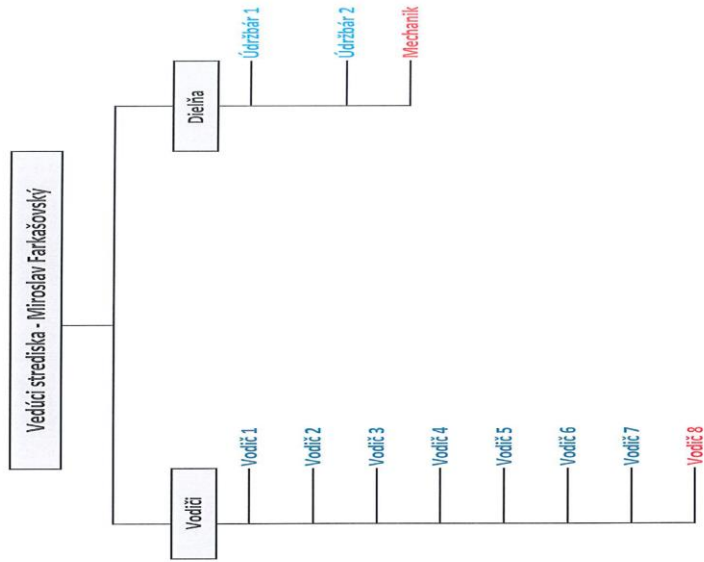 Vedúci strediska - Miroslav Farkašovský
Vodiči
Vodič 1
Vodič 2
Vodič 3
Vodič 4
Vodič 5
Vodič 6
Vodič 7
Vodič 8
Dielňa
Údržbár 1
Údržbár 2
Mechanik